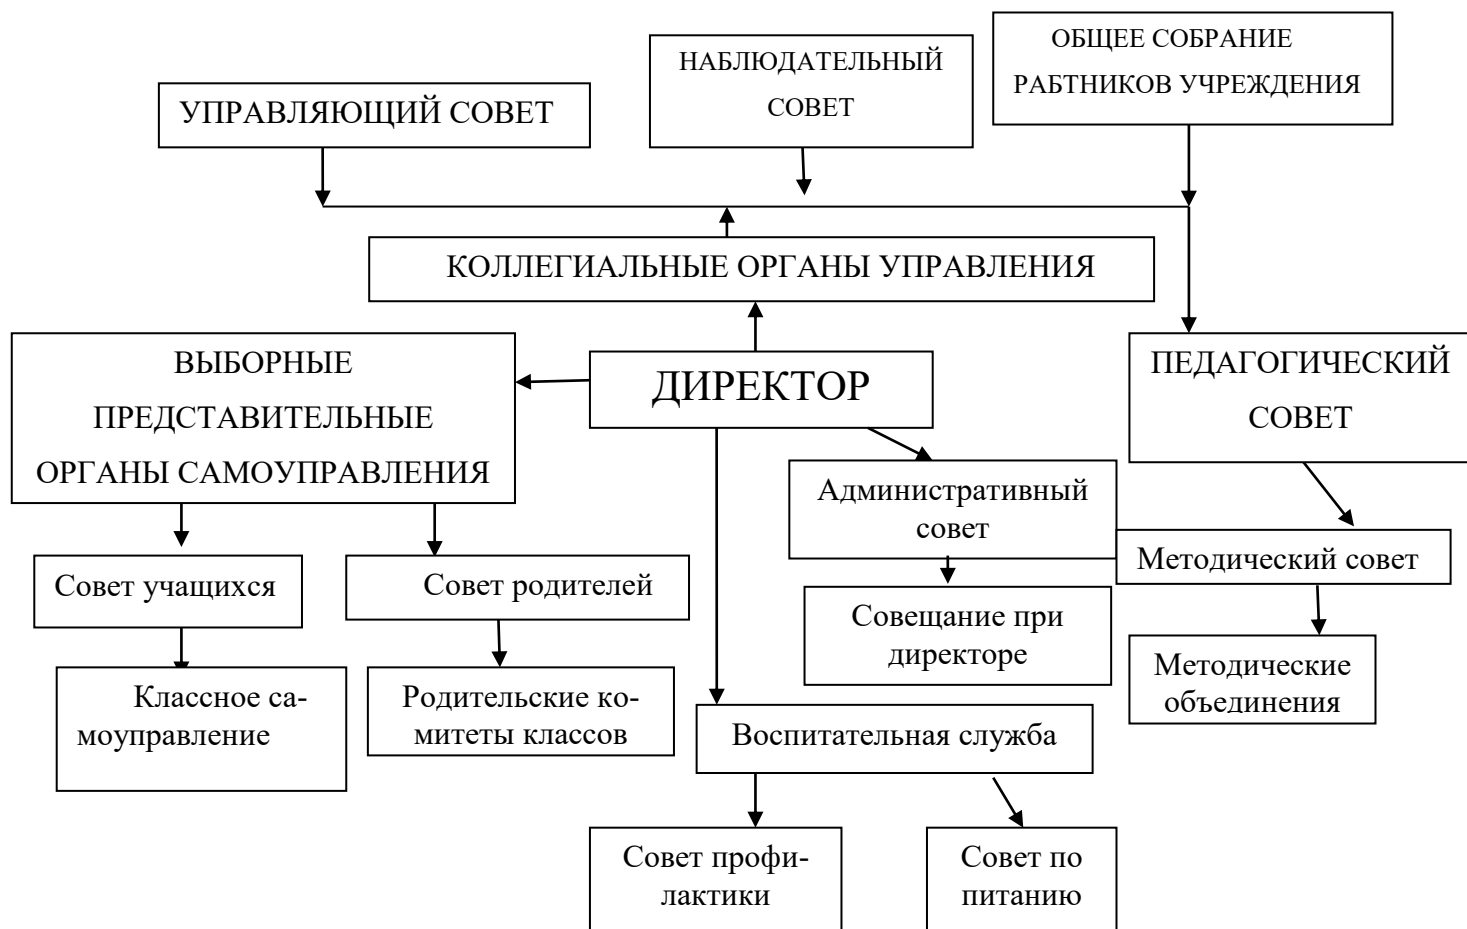 ОБЩЕЕ СОБРАНИЕ
РАБТНИКОВ УЧРЕЖДЕНИЯ
НАБЛЮДАТЕЛЬНЫЙ
СОВЕТ
УПРАВЛЯЮЩИЙ СОВЕТ
КОЛЛЕГИАЛЬНЫЕ ОРГАНЫ УПРАВЛЕНИЯ
ВЫБОРНЫЕ
ПРЕДСТАВИТЕЛЬНЫЕ
ОРГАНЫ САМОУПРАВЛЕНИЯ
ДИРЕКТОР
ПЕДАГОГИЧЕСКИЙ
СОВЕТ
Административный
совет
Методический совет
Совет учащихся
Совет родителей
Совещание при
директоре
Методические
объединения
Классное са-
моуправление
Родительские ко-
митеты классов
Воспитательная служба
Совет профи-
лактики
Совет по
питанию